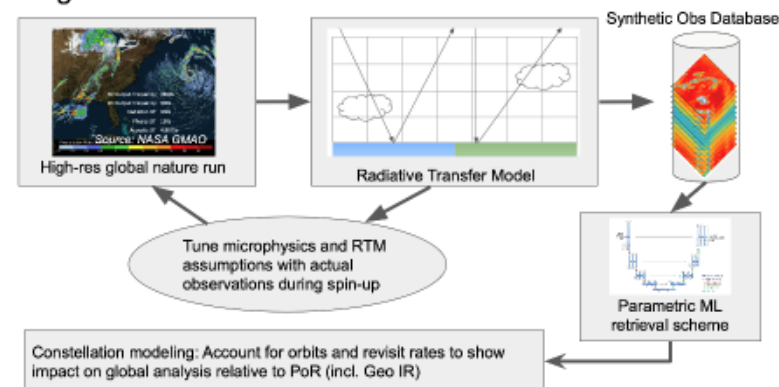 Synthetic Obs Database
Source: NASA GMAO
High-res global nature run
Radiative Transfer Model
Tune microphysics and RTM
assumptions with actual
observations during spin-up
Parametric ML
retrieval scheme
Constellation modeling: Account for orbits and revisit rates to show
impact on global analysis relative to PoR (incl. Geo IR)